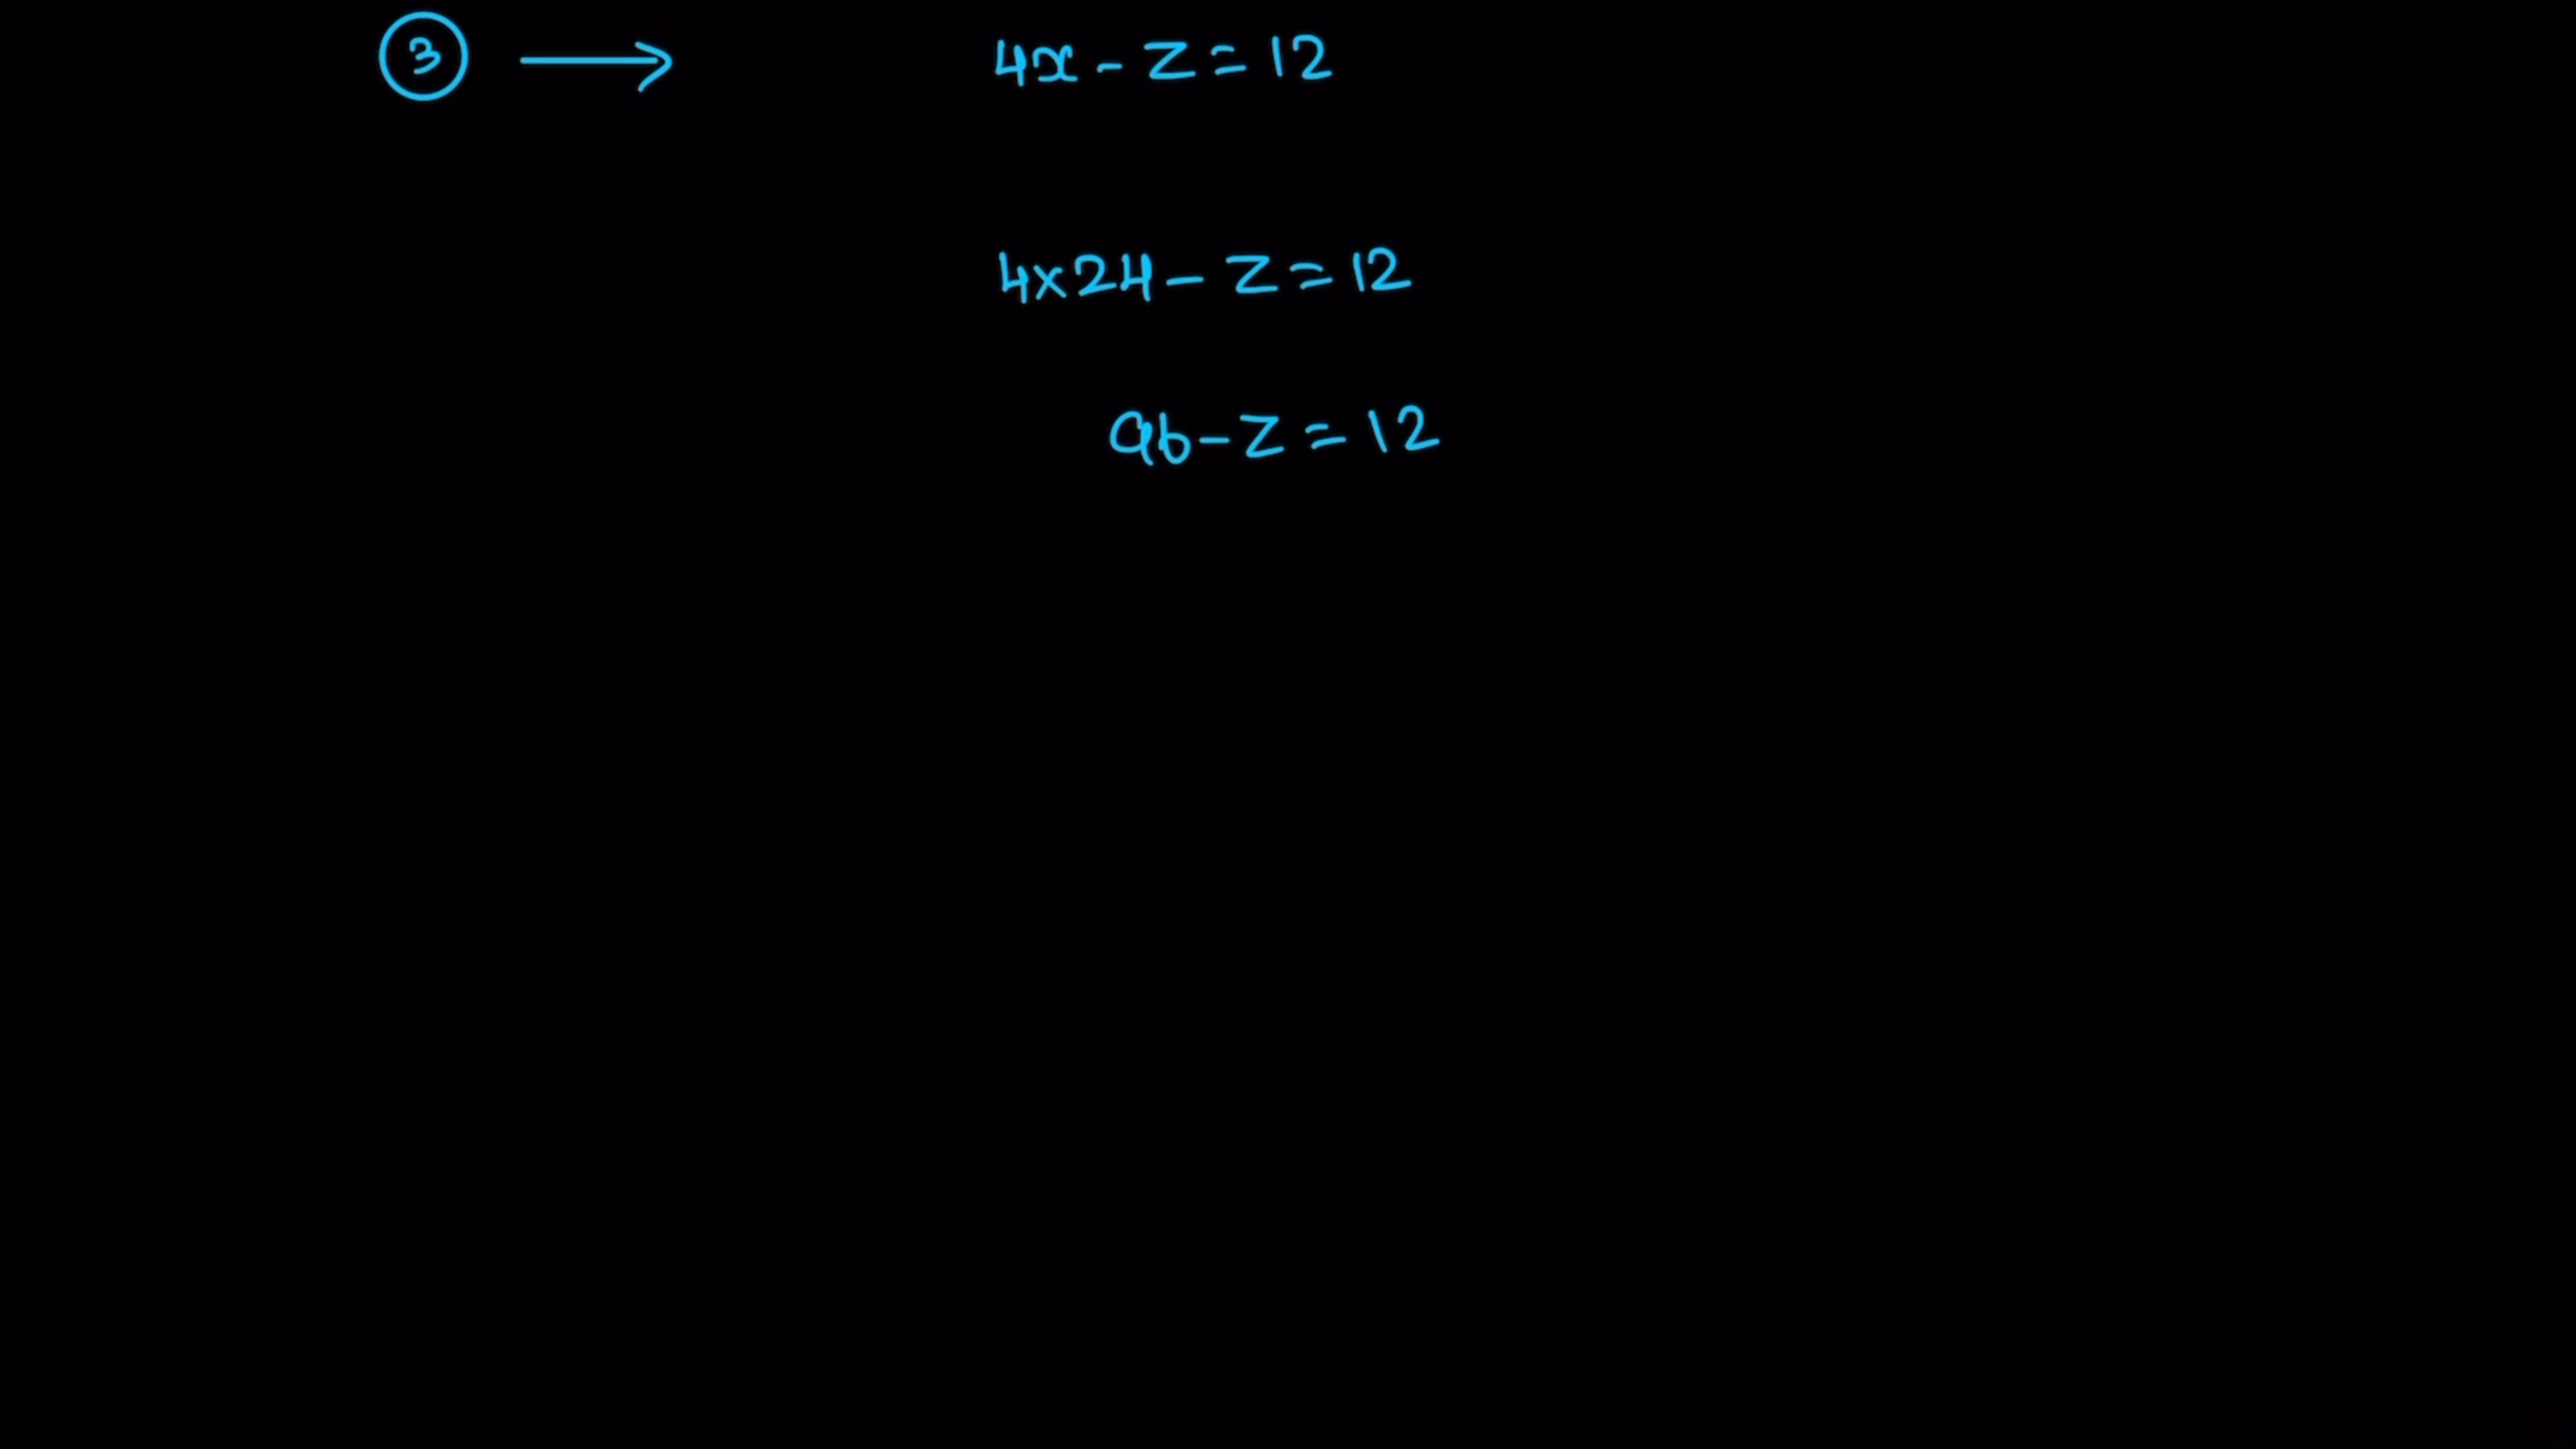 ③ → 4x - z = 12
4x24 - z = 12
96 - z = 12